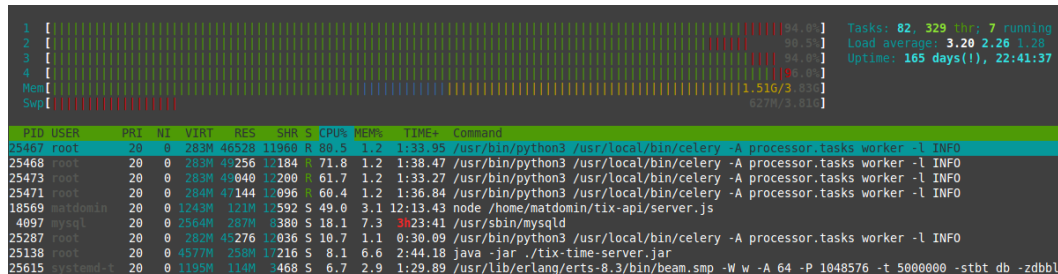 1 [ 94.0%] Tasks: 82, 329 thr; 7 running
2 [ 90.5%] Load average: 3.20 2.26 1.28
3 [ 94.0%] Uptime: 165 days(!), 22:41:37
4 [ 96.0%]
Mem[ 1.51G/3.83G]
Swp[ 627M/3.81G]
PID USER PRI NI VIRT RES SHR S CPU% MEM% TIME+ Command
25467 root 20 0 283M 46528 11960 R 80.5 1.2 1:33.95 /usr/bin/python3 /usr/local/bin/celery -A processor.tasks worker -l INFO
25468 root 20 0 283M 49256 12184 R 71.8 1.2 1:38.47 /usr/bin/python3 /usr/local/bin/celery -A processor.tasks worker -l INFO
25473 root 20 0 283M 49040 12200 R 61.7 1.2 1:33.27 /usr/bin/python3 /usr/local/bin/celery -A processor.tasks worker -l INFO
25471 root 20 0 284M 47144 12096 R 60.4 1.2 1:36.84 /usr/bin/python3 /usr/local/bin/celery -A processor.tasks worker -l INFO
18569 matdomin 20 0 1243M 121M 12592 S 49.0 3.1 12:13.43 node /home/matdomin/tix-api/server.js
4097 mysql 20 0 2564M 287M 8380 S 18.1 7.3 3h23:41 /usr/sbin/mysqld
25287 root 20 0 282M 45276 12036 S 10.7 1.1 0:30.09 /usr/bin/python3 /usr/local/bin/celery -A processor.tasks worker -l INFO
25138 root 20 0 4577M 258M 17216 S 8.1 6.6 2:44.18 java -jar ./tix-time-server.jar
25615 systemd-t 20 0 1195M 114M 3468 S 6.7 2.9 1:29.89 /usr/lib/erlang/erts-8.3/bin/beam.smp -W w -A 64 -P 1048576 -t 5000000 -stbt db -zdbbl